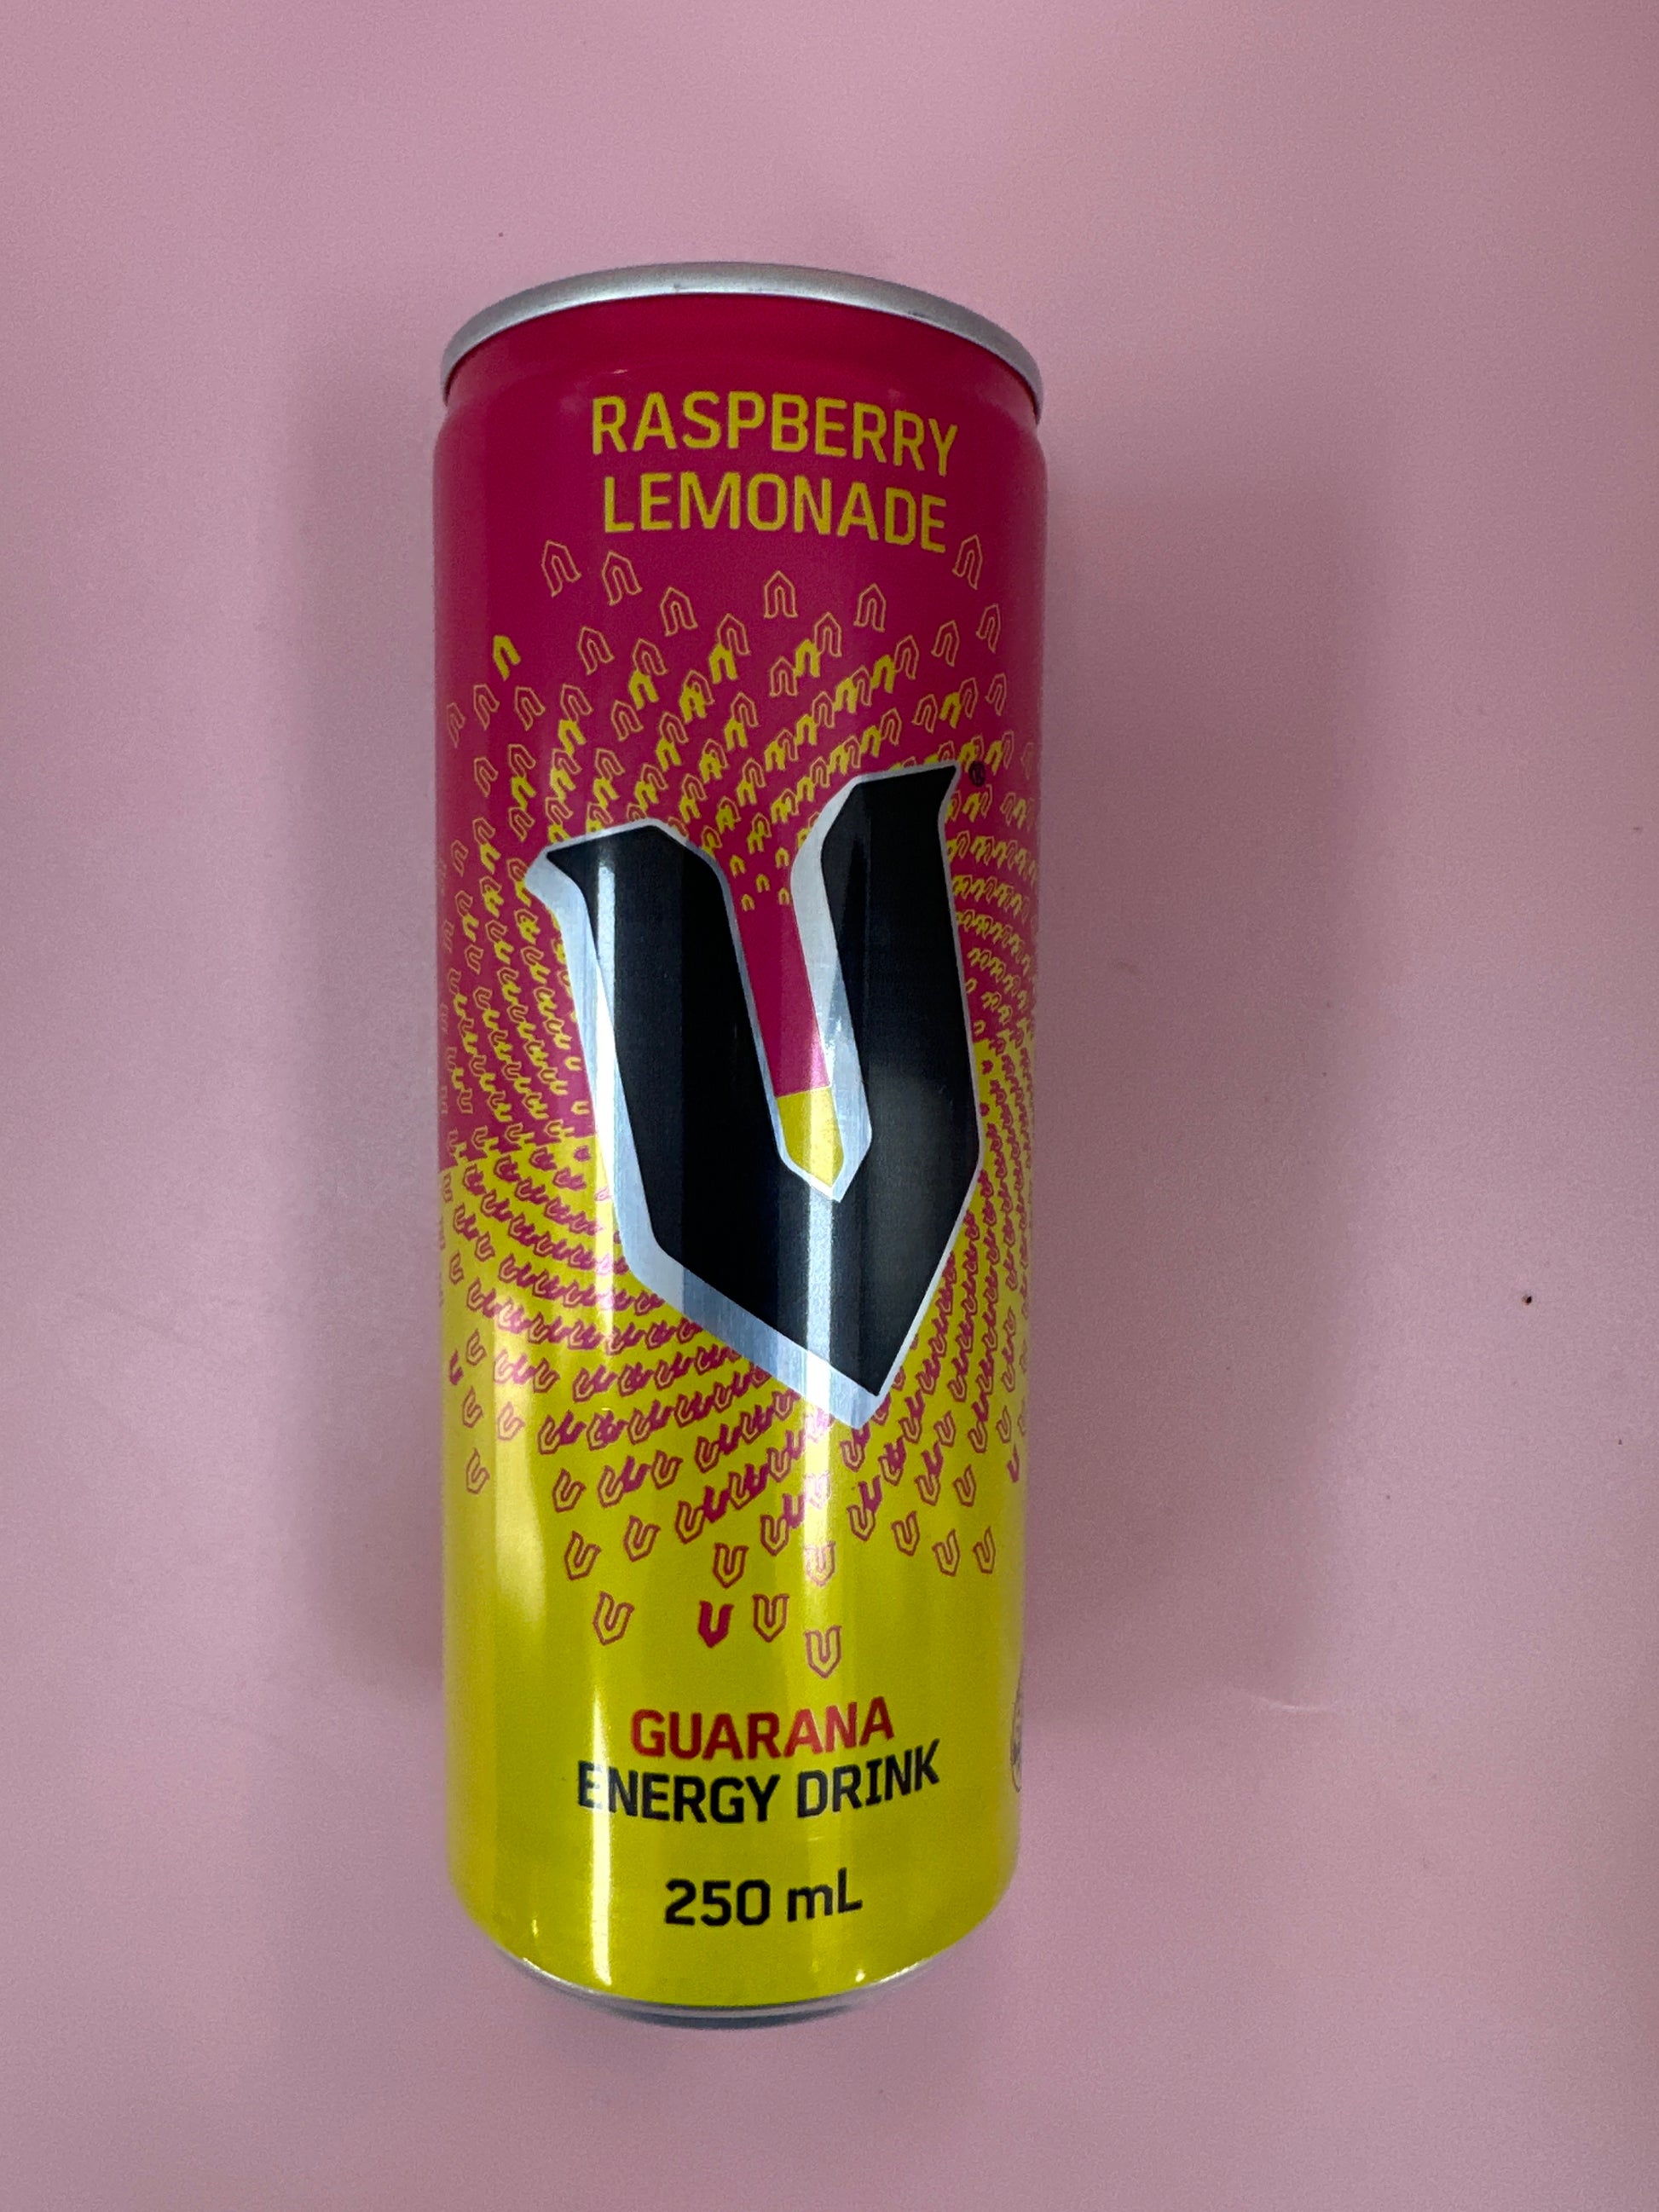 RASPBERRY
LEMONADE
V®
GUARANA
ENERGY DRINK
250 mL